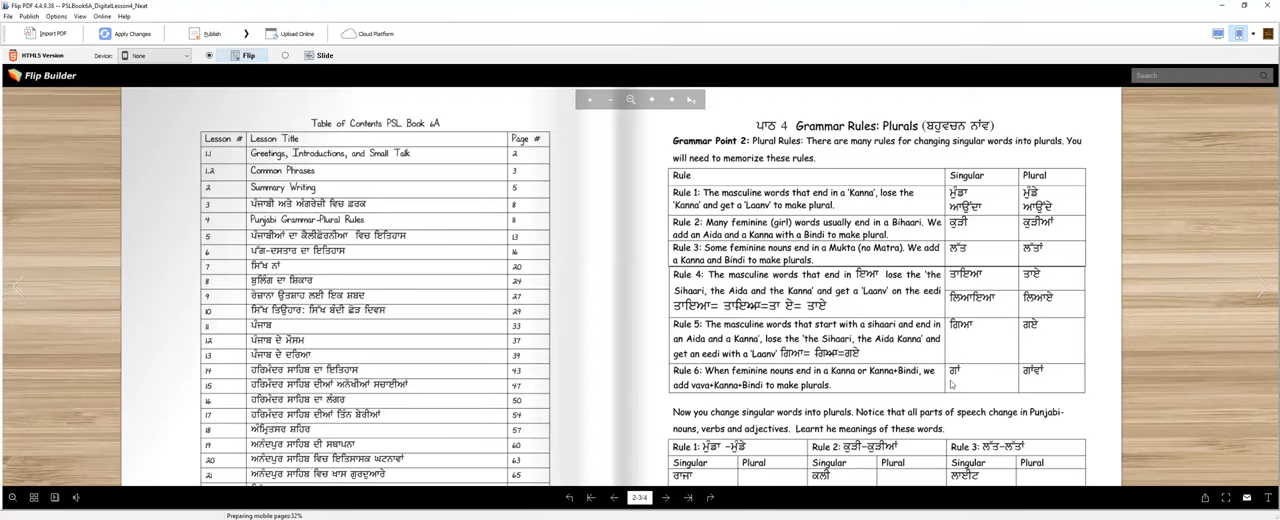 Flip PDF 4.4.9.38 - PSLBook6A_DigitalLesson4_Neat
File Publish Options View Online Help
Import PDF Apply Changes Publish Upload Online Cloud Platform
HTML5 Version Device: None Flip Slide
Flip Builder Search
Table of Contents PSL Book 6A
Lesson # Lesson Title Page #
1.1 Greetings, Introductions, and Small Talk 2
1.2 Common Phrases 3
2 Summary Writing 5
3 ਪੰਜਾਬੀ ਅਤੇ ਅੰਗਰੇਜ਼ੀ ਵਿਚ ਫ਼ਰਕ 8
4 Punjabi Grammar-Plural Rules 11
5 ਪੰਜਾਬੀਆਂ ਦਾ ਕੈਲੀਫ਼ੋਰਨੀਆ ਵਿਚ ਇਤਿਹਾਸ 13
6 ਪੱਗ-ਦਸਤਾਰ ਦਾ ਇਤਿਹਾਸ 16
7 ਸਿੱਖ ਨਾਂ 20
8 ਬੁਲਿੰਗ ਦਾ ਸ਼ਿਕਾਰ 24
9 ਰੋਜ਼ਾਨਾ ਉਤਸ਼ਾਹ ਲਈ ਇਕ ਸ਼ਬਦ 27
10 ਸਿੱਖ ਤਿਉਹਾਰ: ਸਿੱਖ ਬੰਦੀ ਛੋੜ ਦਿਵਸ 29
11 ਪੰਜਾਬ 33
12 ਪੰਜਾਬ ਦੇ ਮੌਸਮ 37
13 ਪੰਜਾਬ ਦੇ ਦਰਿਆ 39
14 ਹਰਿਮੰਦਰ ਸਾਹਿਬ ਦਾ ਇਤਿਹਾਸ 43
15 ਹਰਿਮੰਦਰ ਸਾਹਿਬ ਦੀਆਂ ਅਨੋਖੀਆਂ ਸਚਾਈਆਂ 47
16 ਹਰਿਮੰਦਰ ਸਾਹਿਬ ਦਾ ਲੰਗਰ 50
17 ਹਰਿਮੰਦਰ ਸਾਹਿਬ ਦੀਆਂ ਤਿੰਨ ਬੇਰੀਆਂ 54
18 ਅੰਮ੍ਰਿਤਸਰ ਸ਼ਹਿਰ 57
19 ਅਨੰਦਪੁਰ ਸਾਹਿਬ ਦੀ ਸਥਾਪਨਾ 60
20 ਅਨੰਦਪੁਰ ਸਾਹਿਬ ਵਿਚ ਇਤਿਸਾਸਕ ਘਟਨਾਵਾਂ 63
21 ਅਨੰਦਪੁਰ ਸਾਹਿਬ ਵਿਚ ਖਾਸ ਗੁਰਦੁਆਰੇ 65
ਪਾਠ 4 Grammar Rules: Plurals (ਬਹੁਵਚਨ ਨਾਂਵ)
Grammar Point 2: Plural Rules: There are many rules for changing singular words into plurals. You
will need to memorize these rules.
Rule Singular Plural
Rule 1: The masculine words that end in a 'Kanna', lose the ਮੁੰਡਾ ਮੁੰਡੇ
'Kanna' and get a 'Laanv' to make plural. ਆਉਂਦਾ ਆਉਂਦੇ
Rule 2: Many feminine (girl) words usually end in a Bihaari. We ਕੁੜੀ ਕੁੜੀਆਂ
add an Aida and a Kanna with a Bindi to make plural.
Rule 3: Some feminine nouns end in a Mukta (no Matra). We add ਲੱਤ ਲੱਤਾਂ
a Kanna and Bindi to make plurals.
Rule 4: The masculine words that end in ਇਆ lose the 'the ਤਾਇਆ ਤਾਏ
Sihaari, the Aida and the Kanna' and get a 'Laanv' on the eedi ਲਿਆਇਆ ਲਿਆਏ
ਤਾਇਆ= ਤਾਇਆ=ਤਾ ਏ= ਤਾਏ
Rule 5: The masculine words that start with a sihaari and end in ਗਿਆ ਗਏ
an Aida and a Kanna', lose the 'the Sihaari, the Aida Kanna' and
get an eedi with a 'Laanv ਗਿਆ= ਗਿਆ=ਗਏ
Rule 6: When feminine nouns end in a Kanna or Kanna+Bindi, we ਗਾਂ ਗਾਂਵਾਂ
add vava+Kanna+Bindi to make plurals.
Now you change singular words into plurals. Notice that all parts of speech change in Punjabi-
nouns, verbs and adjectives. Learnt he meanings of these words.
Rule 1: ਮੁੰਡਾ -ਮੁੰਡੇ Rule 2: ਕੁੜੀ-ਕੁੜੀਆਂ Rule 3: ਲੱਤ-ਲੱਤਾਂ
Singular Plural Singular Plural Singular Plural
ਰਾਜਾ ਕਲੀ ਲਾਈਟ
2-3/4
Preparing mobile pages:32%